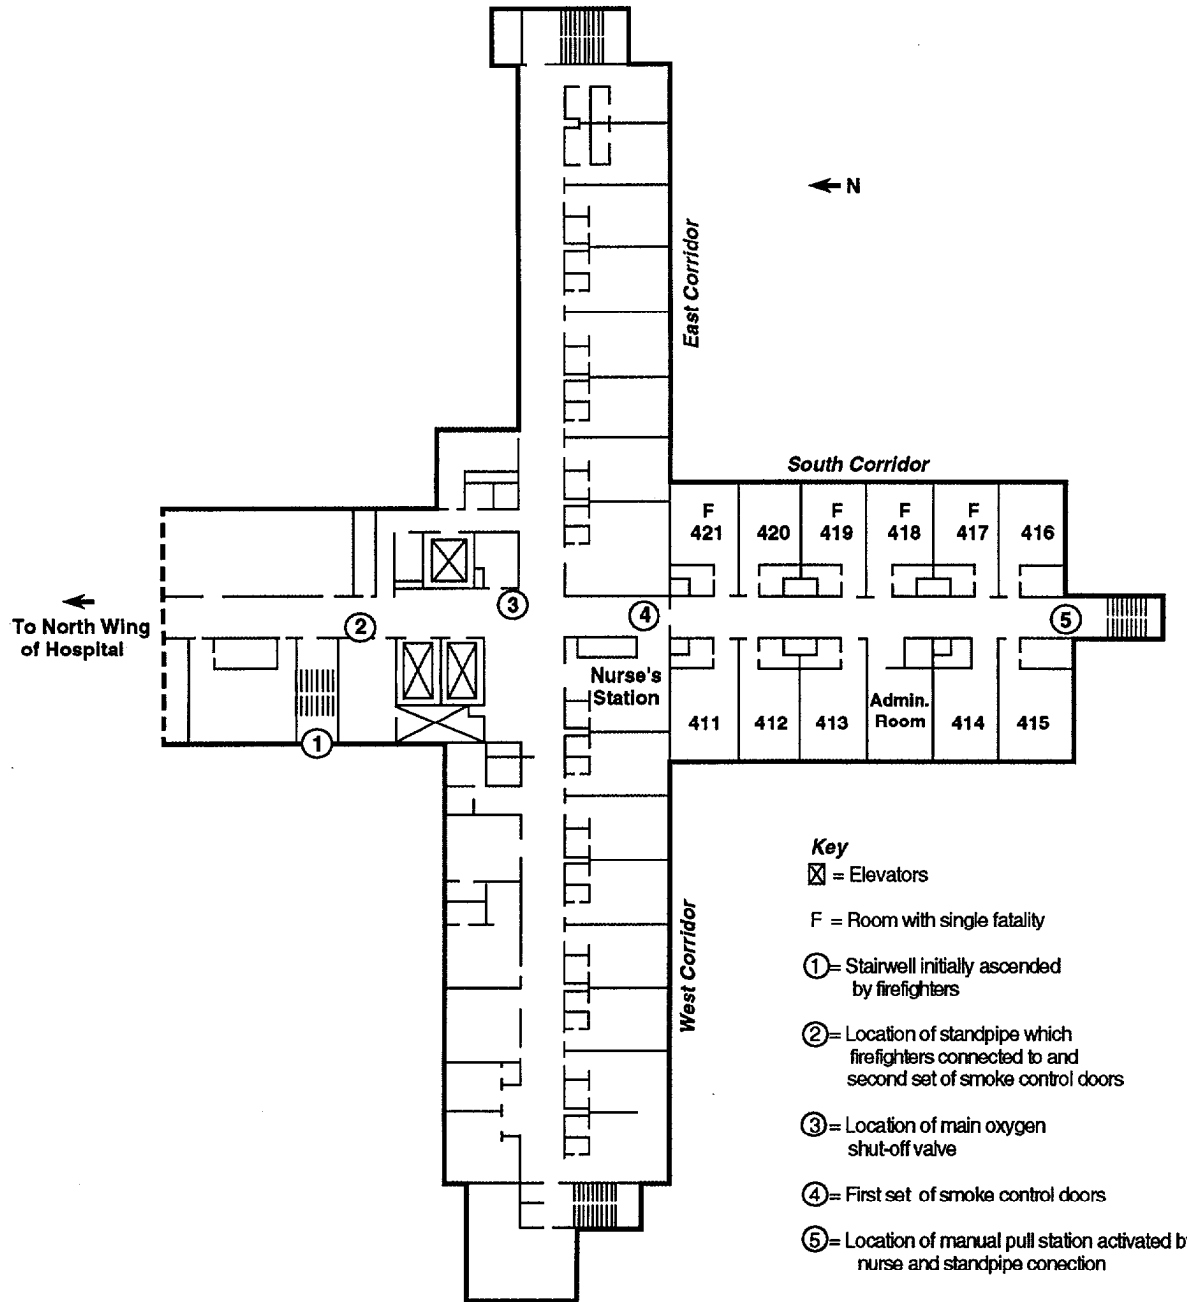 N
East Corridor
South Corridor
F
421
420
F
419
F
418
F
417
416
3
4
5
2
To North Wing
of Hospital
Nurse's
Station
1
411
412
413
Admin.
Room
414
415
West Corridor
Key
= Elevators
F = Room with single fatality
1 = Stairwell initially ascended
by firefighters
2 = Location of standpipe which
firefighters connected to and
second set of smoke control doors
3 = Location of main oxygen
shut-off valve
4 = First set of smoke control doors
5 = Location of manual pull station activated
nurse and standpipe conection